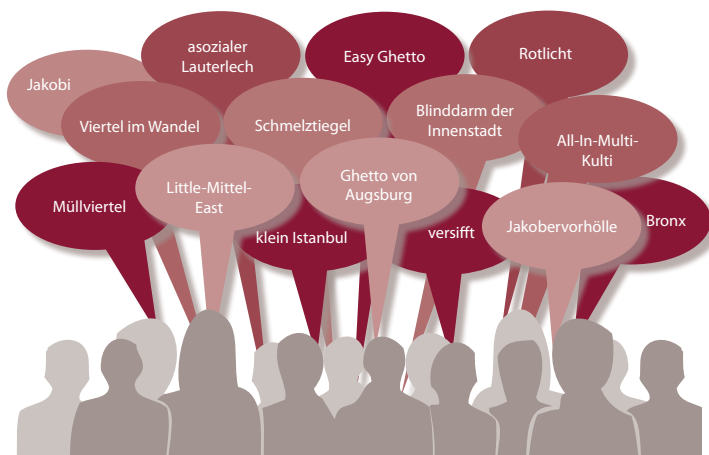 asozialer
Lauterlech
Easy Ghetto
Rotlicht
Jakobi
Viertel im Wandel
Schmelztiegel
Blinddarm der
Innenstadt
All-In-Multi-
Kulti
Müllviertel
Little-Mittel-
East
Ghetto von
Augsburg
klein Istanbul
versifft
Jakobervorhölle
Bronx